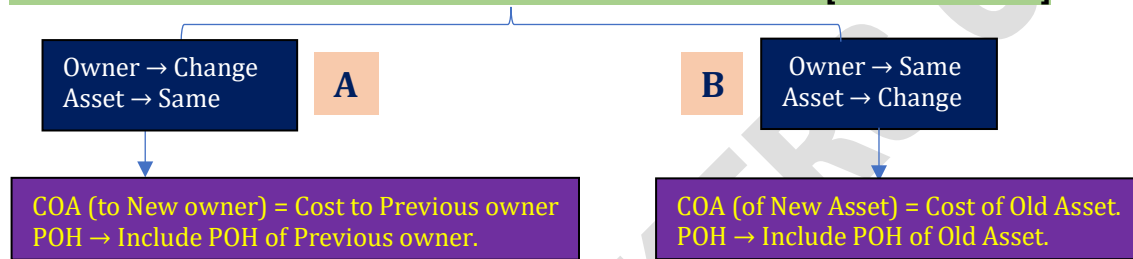 [ ]
Owner → Change
Asset → Same
A
B
Owner → Same
Asset → Change
COA (to New owner) = Cost to Previous owner
POH → Include POH of Previous owner.
COA (of New Asset) = Cost of Old Asset.
POH → Include POH of Old Asset.